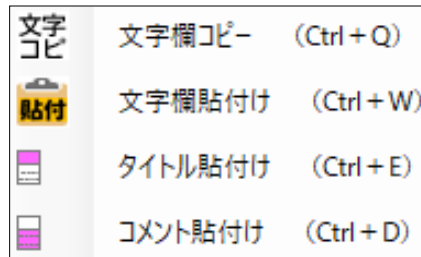 文字
コピ
文字欄コピー （Ctrl＋Q）
貼付
文字欄貼付け （Ctrl＋W）
タイトル貼付け （Ctrl＋E）
コメント貼付け （Ctrl＋D）